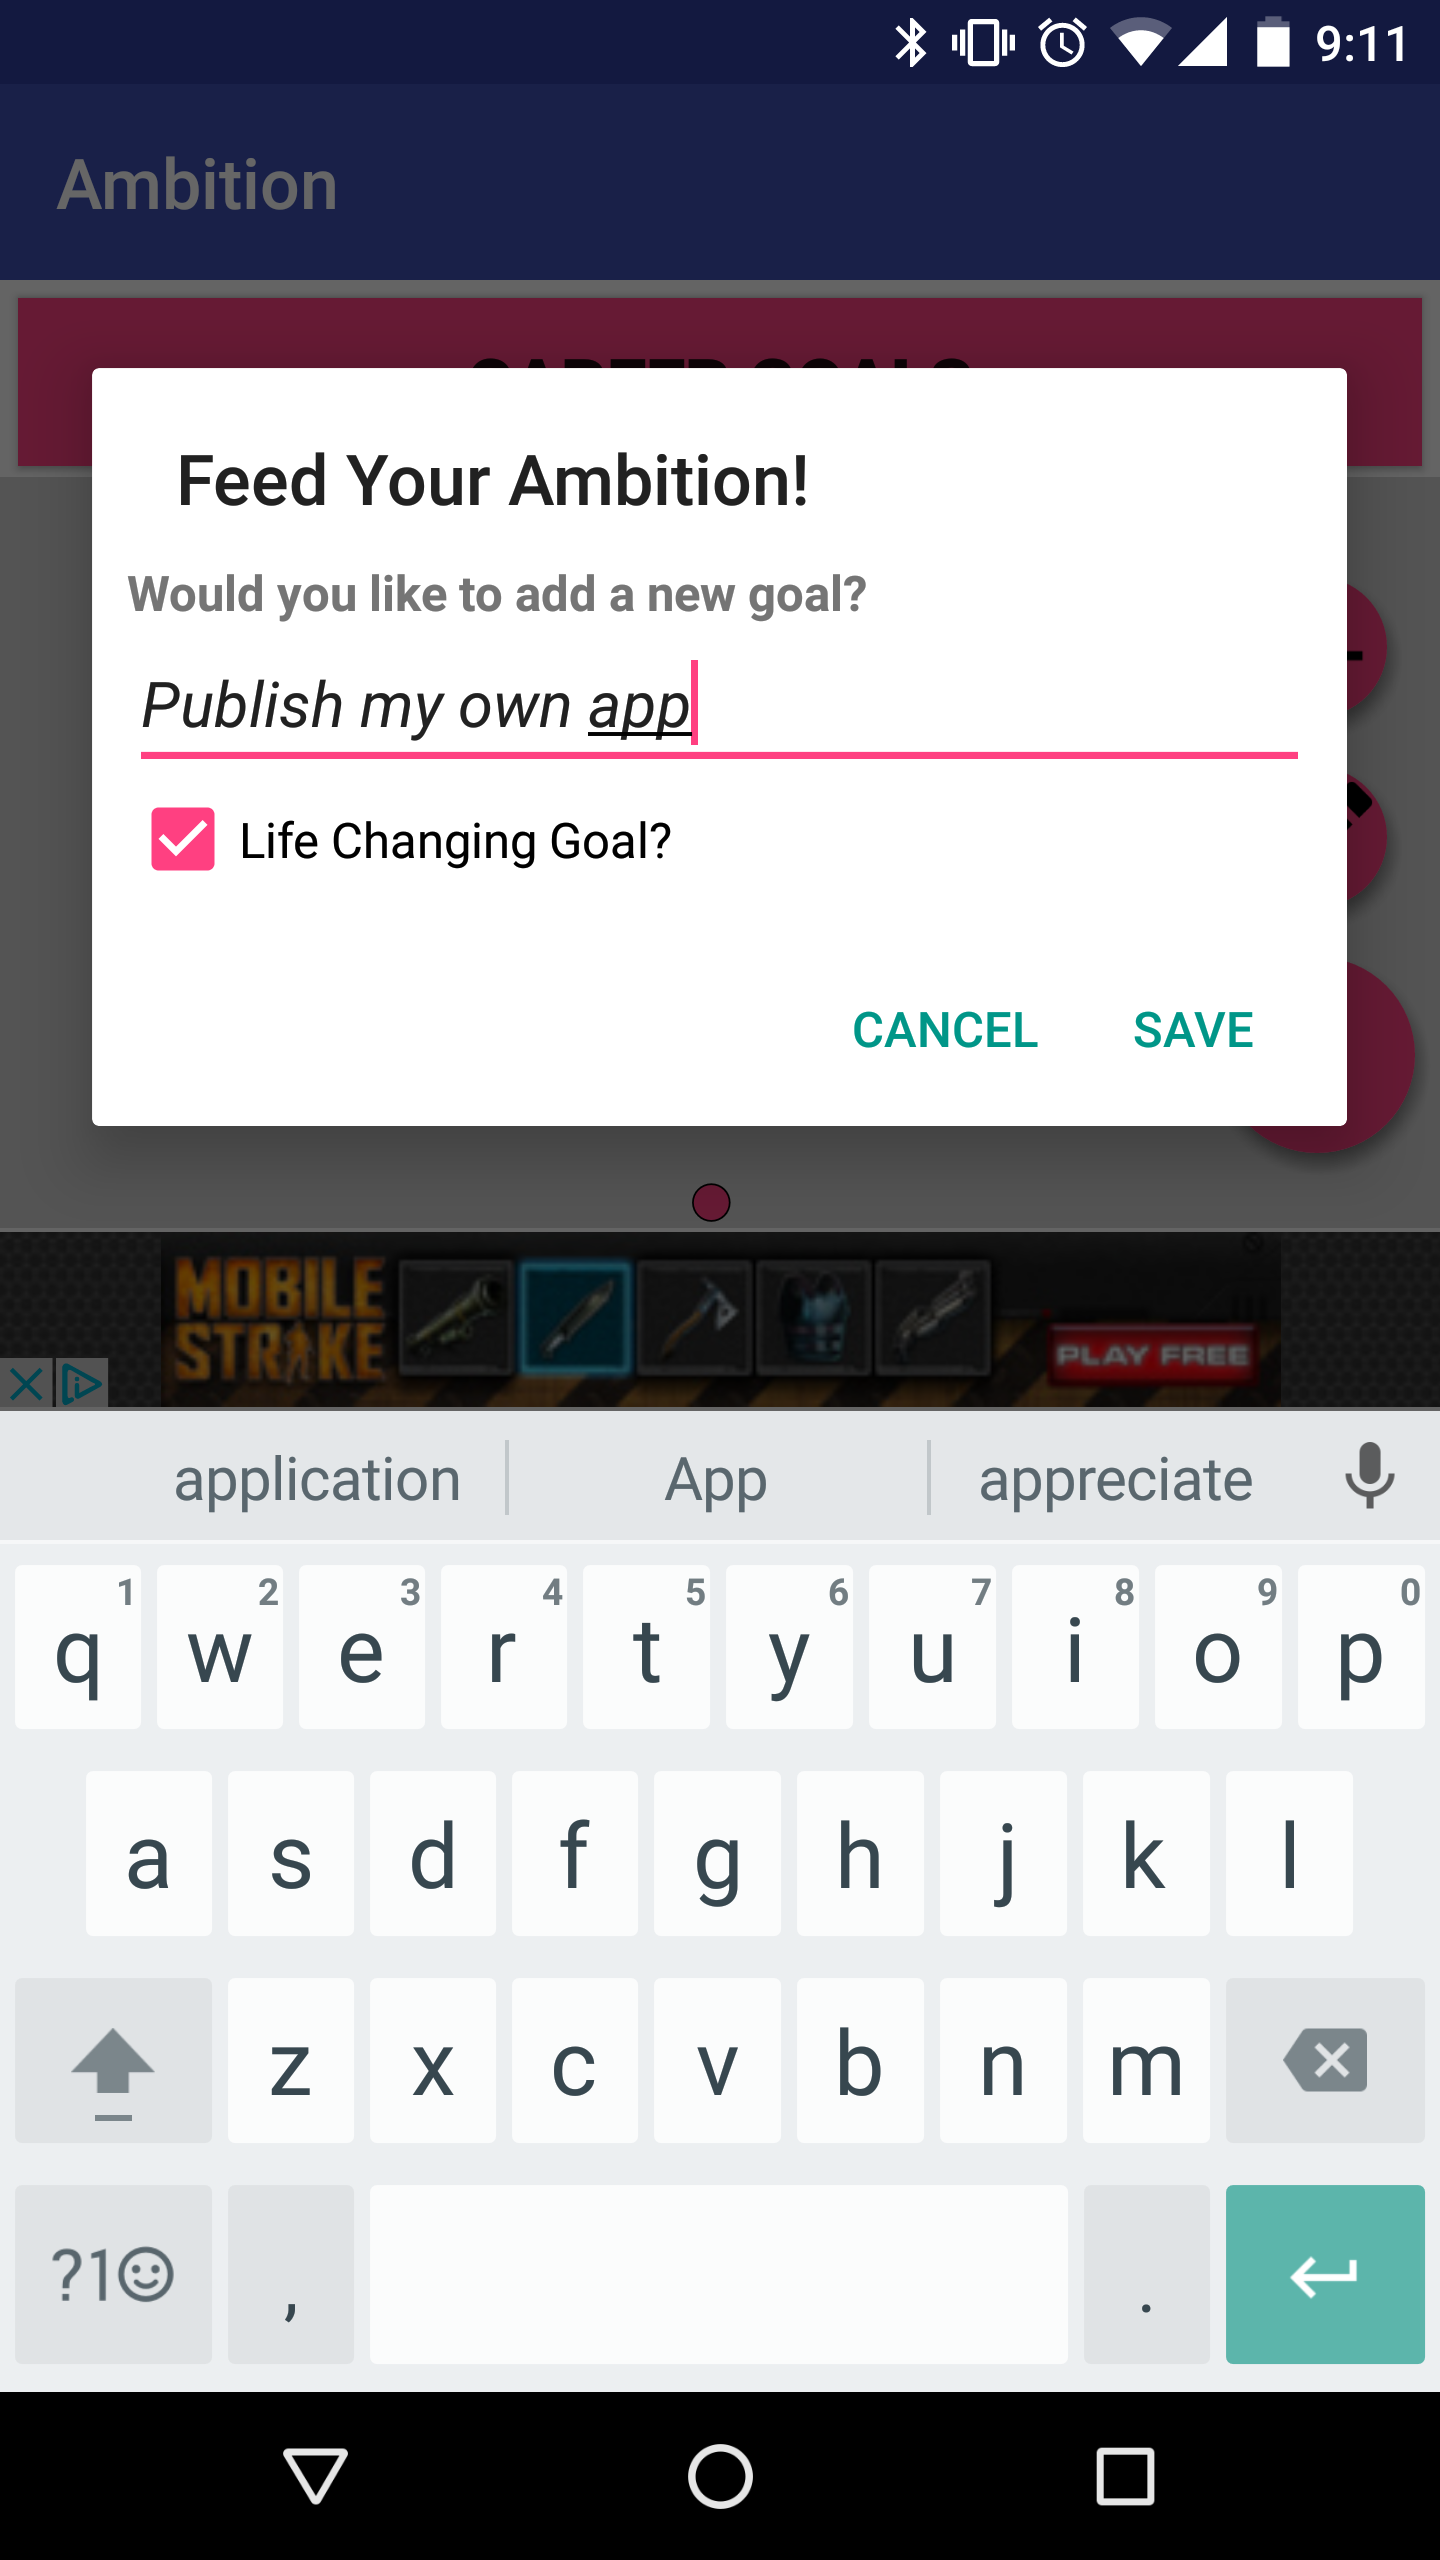 9:11
Ambition
CAREER GOALS
Feed Your Ambition!
Would you like to add a new goal?
Publish my own app
Life Changing Goal?
CANCEL SAVE
MOBILE
STRIKE
PLAY FREE
application App appreciate
1 2 3 4 5 6 7 8 9 0
q w e r t y u i o p
a s d f g h j k l
z x c v b n m
?1☺ , .